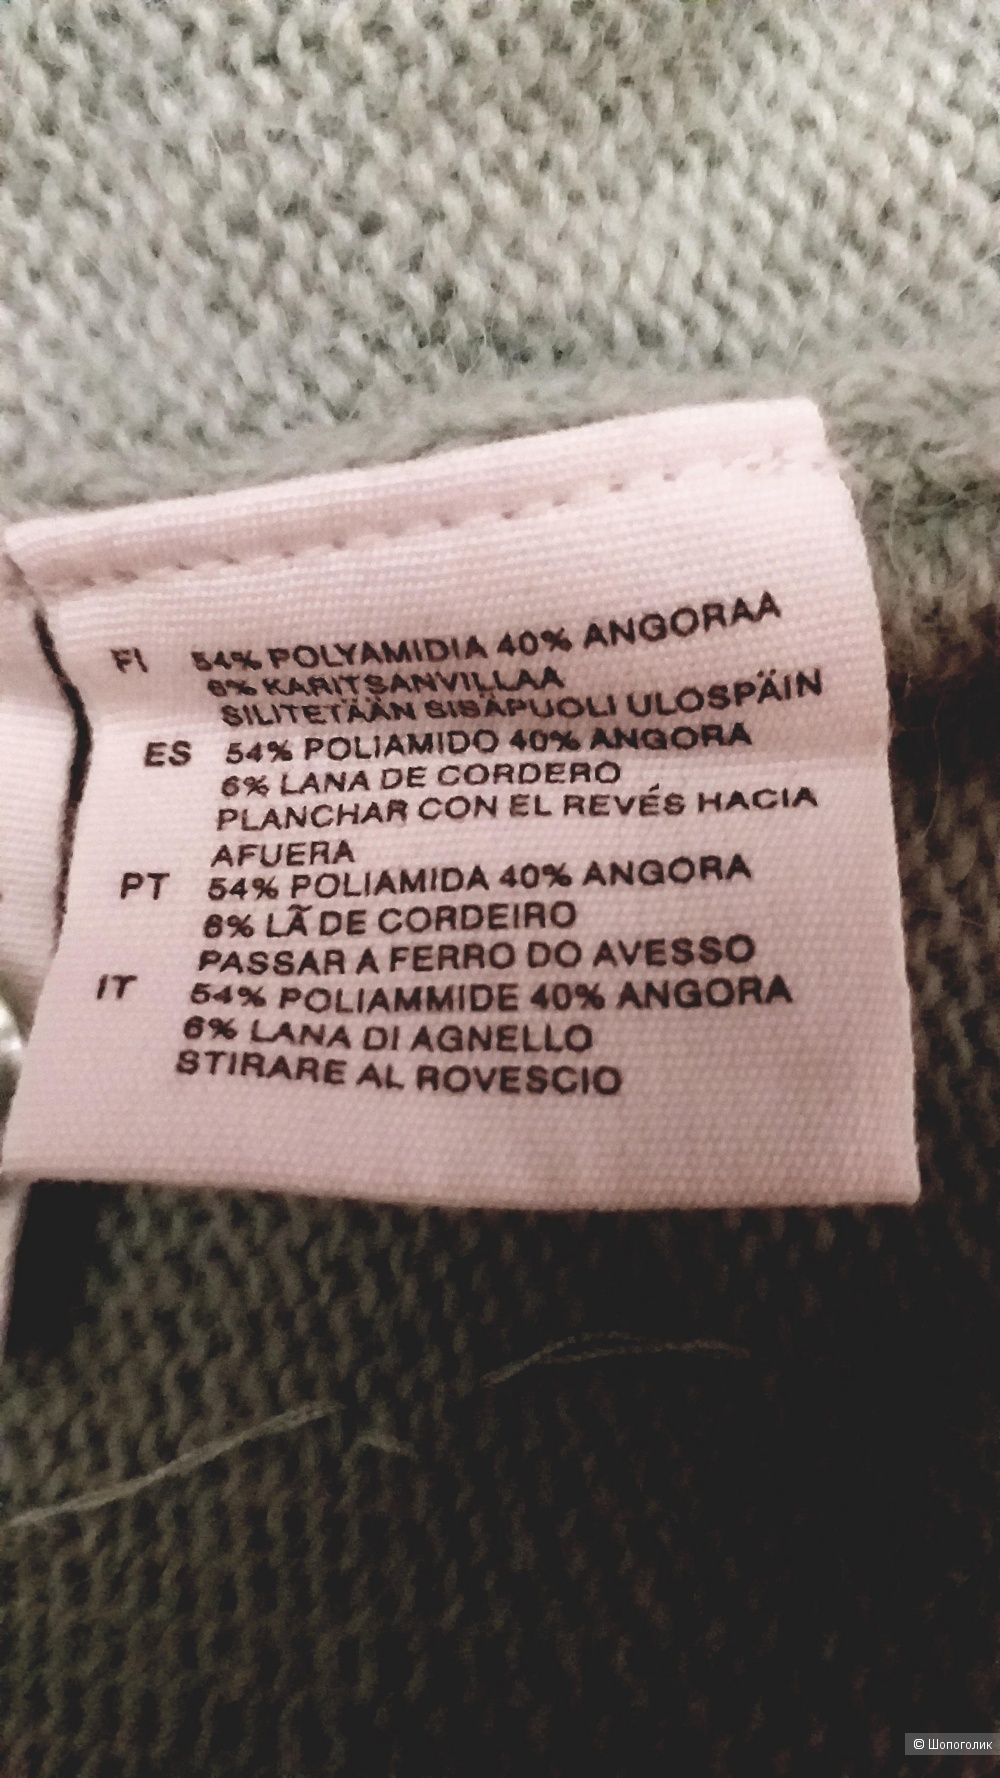 FI 54% POLYAMIDIA 40% ANGORAA
6% KARITSANVILLAA
SILITETÄÄN SISÄPUOLI ULOSPÄIN
ES 54% POLIAMIDO 40% ANGORA
6% LANA DE CORDERO
PLANCHAR CON EL REVÉS HACIA
AFUERA
PT 54% POLIAMIDA 40% ANGORA
6% LÃ DE CORDEIRO
PASSAR A FERRO DO AVESSO
IT 54% POLIAMMIDE 40% ANGORA
6% LANA DI AGNELLO
STIRARE AL ROVESCIO
© Шопоголик